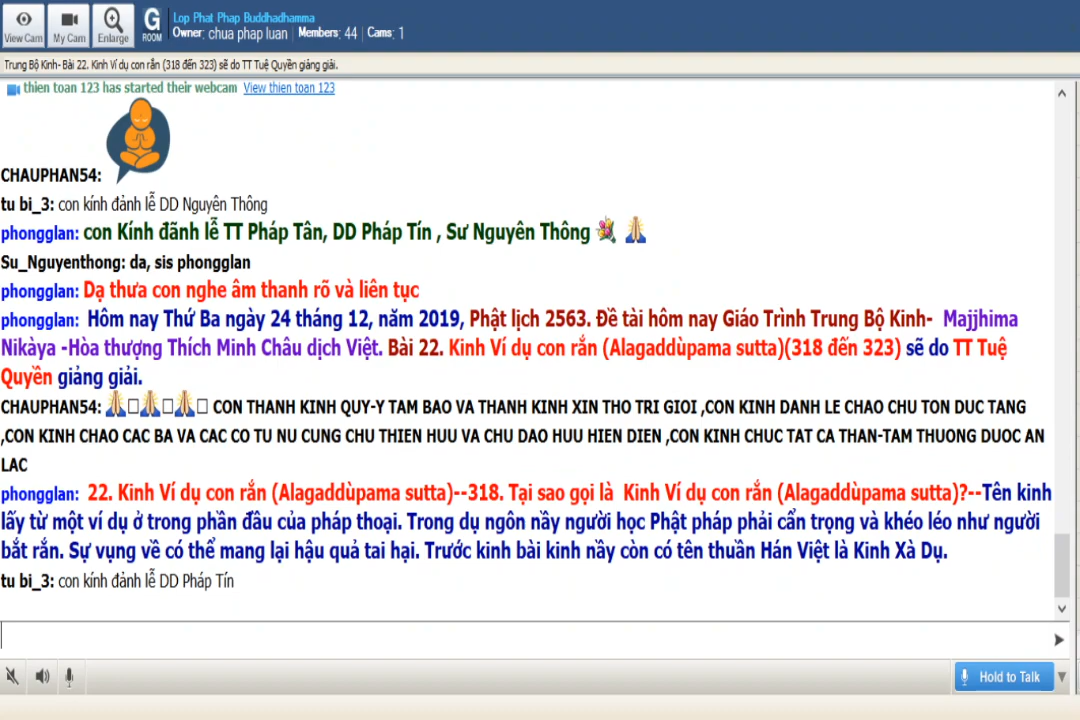 View Cam
My Cam
Enlarge
G
ROOM
Lop Phat Phap Buddhadhamma
Owner: chua phap luan | Members: 44 | Cams: 1
Trung Bộ Kinh- Bài 22. Kinh Ví dụ con rắn (318 đến 323) sẽ do TT Tuệ Quyền giảng giải.
thien toan 123 has started their webcam View thien toan 123
CHAUPHAN54:
tu bi_3: con kính đảnh lễ DD Nguyên Thông
phongglan: con Kính đãnh lễ TT Pháp Tân, DD Pháp Tín , Sư Nguyên Thông
Su_Nguyenthong: da, sis phongglan
phongglan: Dạ thưa con nghe âm thanh rõ và liên tục
phongglan: Hôm nay Thứ Ba ngày 24 tháng 12, năm 2019, Phật lịch 2563. Đề tài hôm nay Giáo Trình Trung Bộ Kinh- Majjhima
Nikàya -Hòa thượng Thích Minh Châu dịch Việt. Bài 22. Kinh Ví dụ con rắn (Alagaddùpama sutta)(318 đến 323) sẽ do TT Tuệ
Quyền giảng giải.
CHAUPHAN54: CON THANH KINH QUY-Y TAM BAO VA THANH KINH XIN THO TRI GIOI ,CON KINH DANH LE CHAO CHU TON DUC TANG
,CON KINH CHAO CAC BA VA CAC CO TU NU CUNG CHU THIEN HUU VA CHU DAO HUU HIEN DIEN ,CON KINH CHUC TAT CA THAN-TAM THUONG DUOC AN
LAC
phongglan: 22. Kinh Ví dụ con rắn (Alagaddùpama sutta)--318. Tại sao gọi là Kinh Ví dụ con rắn (Alagaddùpama sutta)?--Tên kinh
lấy từ một ví dụ ở trong phần đầu của pháp thoại. Trong dụ ngôn nầy người học Phật pháp phải cẩn trọng và khéo léo như người
bắt rắn. Sự vụng về có thể mang lại hậu quả tai hại. Trước kinh bài kinh nầy còn có tên thuần Hán Việt là Kinh Xà Dụ.
tu bi_3: con kính đảnh lễ DD Pháp Tín
Hold to Talk